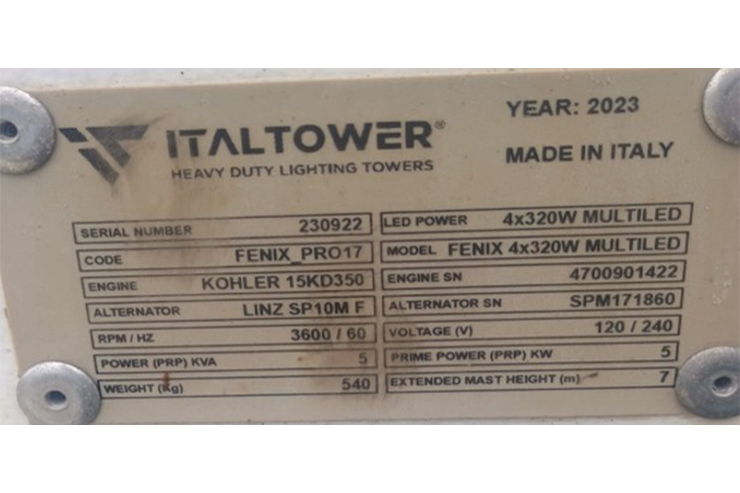 ITALTOWER®
HEAVY DUTY LIGHTING TOWERS
YEAR: 2023
MADE IN ITALY
SERIAL NUMBER 230922 LED POWER 4x320W MULTILED
CODE FENIX_PRO17 MODEL FENIX 4x320W MULTILED
ENGINE KOHLER 15KD350 ENGINE SN 4700901422
ALTERNATOR LINZ SP10M F ALTERNATOR SN SPM171860
RPM / HZ 3600 / 60 VOLTAGE (V) 120 / 240
POWER (PRP) KVA 5 PRIME POWER (PRP) KW 5
WEIGHT (Kg) 540 EXTENDED MAST HEIGHT (m) 7